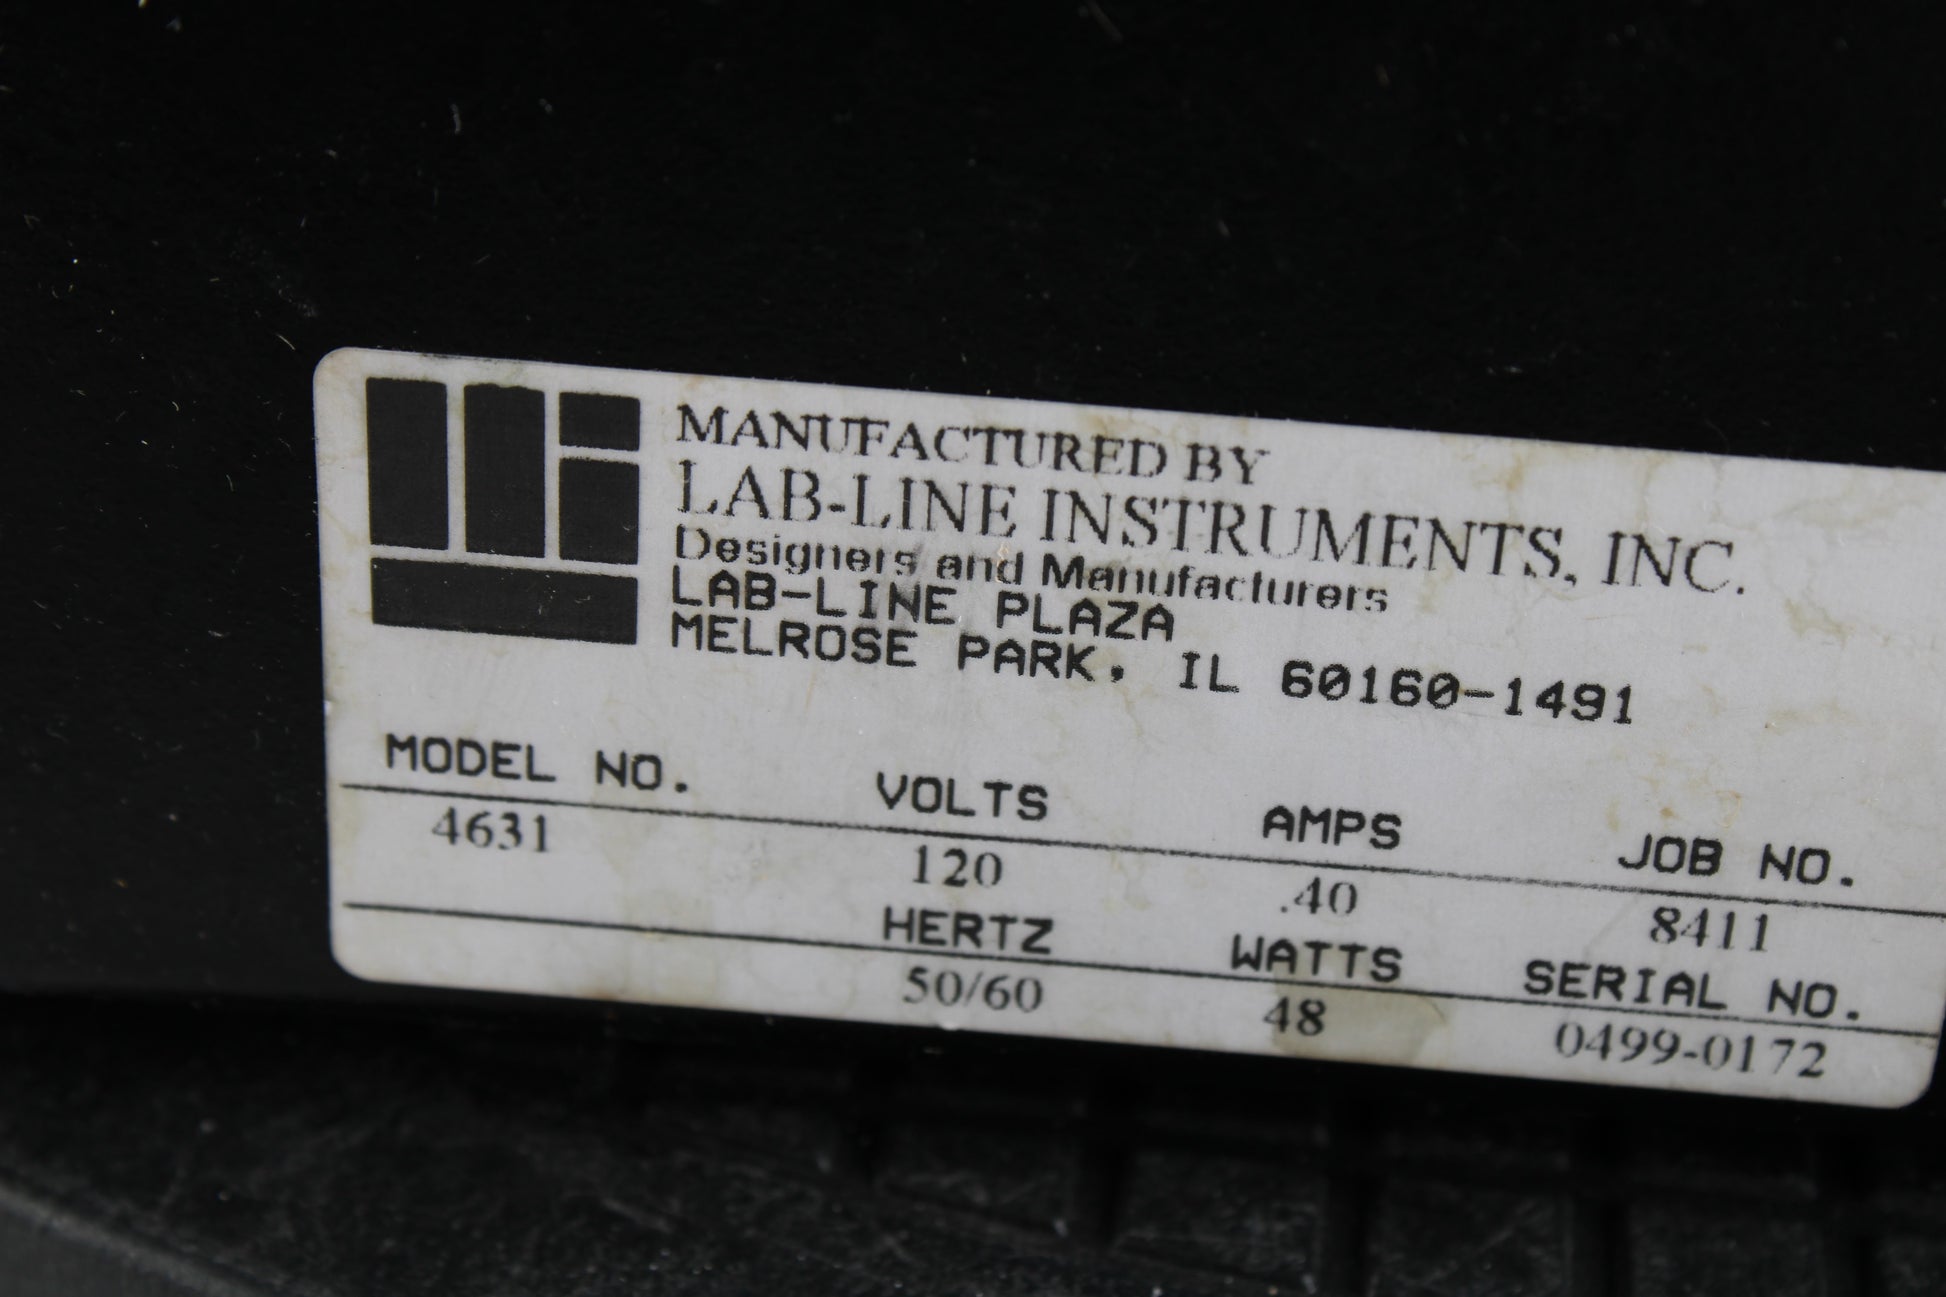 MANUFACTURED BY
LAB-LINE INSTRUMENTS, INC.
Designers and Manufacturers
LAB-LINE PLAZA
MELROSE PARK, IL 60160-1491
MODEL NO. VOLTS AMPS JOB NO.
4631 120 .40 8411
HERTZ WATTS SERIAL NO.
50/60 48 0499-0172